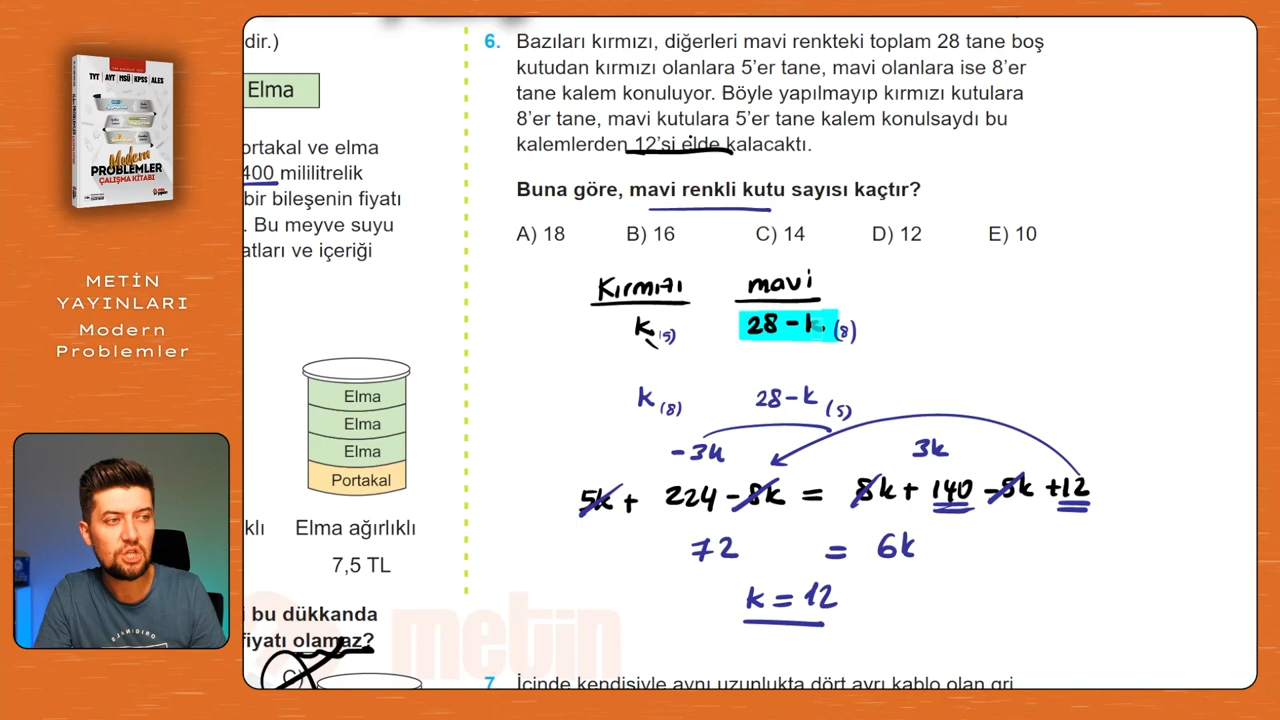 TYT AYT MSÜ KPSS ALES
Modern
PROBLEMLER
ÇALIŞMA KİTABI
METİN
YAYINLARI
Modern
Problemler
dir.)
Elma
ortakal ve elma
400 mililitrelik
bir bileşenin fiyatı
. Bu meyve suyu
atları ve içeriği
Elma
Elma
Elma
Portakal
klı Elma ağırlıklı
7,5 TL
i bu dükkanda
fiyatı olamaz?
C)
6. Bazıları kırmızı, diğerleri mavi renkteki toplam 28 tane boş
kutudan kırmızı olanlara 5'er tane, mavi olanlara ise 8'er
tane kalem konuluyor. Böyle yapılmayıp kırmızı kutulara
8'er tane, mavi kutulara 5'er tane kalem konulsaydı bu
kalemlerden 12'si elde kalacaktı.
Buna göre, mavi renkli kutu sayısı kaçtır?
A) 18 B) 16 C) 14 D) 12 E) 10
Kırmızı mavi
k (5) 28 - k (8)
k (8) 28 - k (5)
-3k 3k
5k + 224 - 8k = 8k + 140 - 5k + 12
72 = 6k
k = 12
metin
7 İçinde kendisiyle aynı uzunlukta dört ayrı kablo olan gri